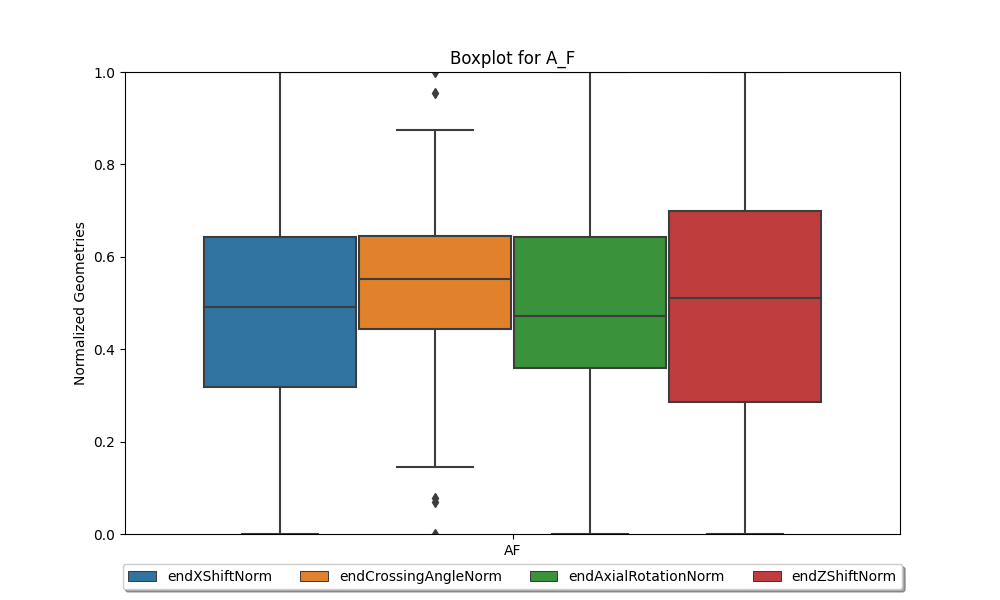 Boxplot for A_F
1.0
0.8
0.6
0.4
0.2
0.0
Normalized Geometries
AF
endXShiftNorm endCrossingAngleNorm endAxialRotationNorm endZShiftNorm